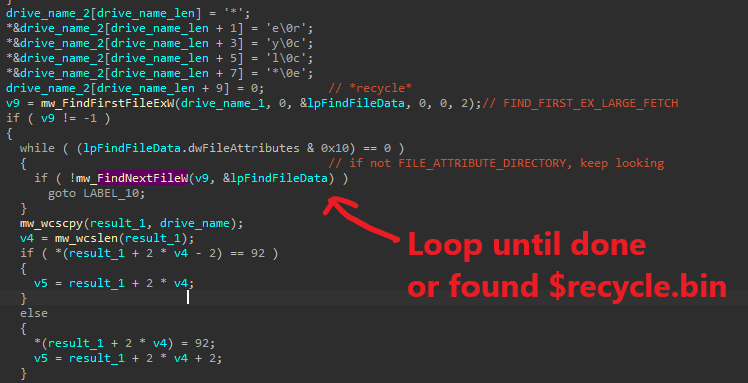 }
drive_name_2[drive_name_len] = '*';
*&drive_name_2[drive_name_len + 1] = 'e\0r';
*&drive_name_2[drive_name_len + 3] = 'y\0c';
*&drive_name_2[drive_name_len + 5] = 'l\0c';
*&drive_name_2[drive_name_len + 7] = '*\0e';
drive_name_2[drive_name_len + 9] = 0; // *recycle*
v9 = mw_FindFirstFileExW(drive_name_1, 0, &lpFindFileData, 0, 0, 2);// FIND_FIRST_EX_LARGE_FETCH
if ( v9 != -1 )
{
while ( (lpFindFileData.dwFileAttributes & 0x10) == 0 )
{ // if not FILE_ATTRIBUTE_DIRECTORY, keep looking
if ( !mw_FindNextFileW(v9, &lpFindFileData) )
goto LABEL_10;
}
mw_wcscpy(result_1, drive_name);
v4 = mw_wcslen(result_1);
if ( *(result_1 + 2 * v4 - 2) == 92 )
{
v5 = result_1 + 2 * v4;
}
else
{
*(result_1 + 2 * v4) = 92;
v5 = result_1 + 2 * v4 + 2;
}
Loop until done
or found $recycle.bin